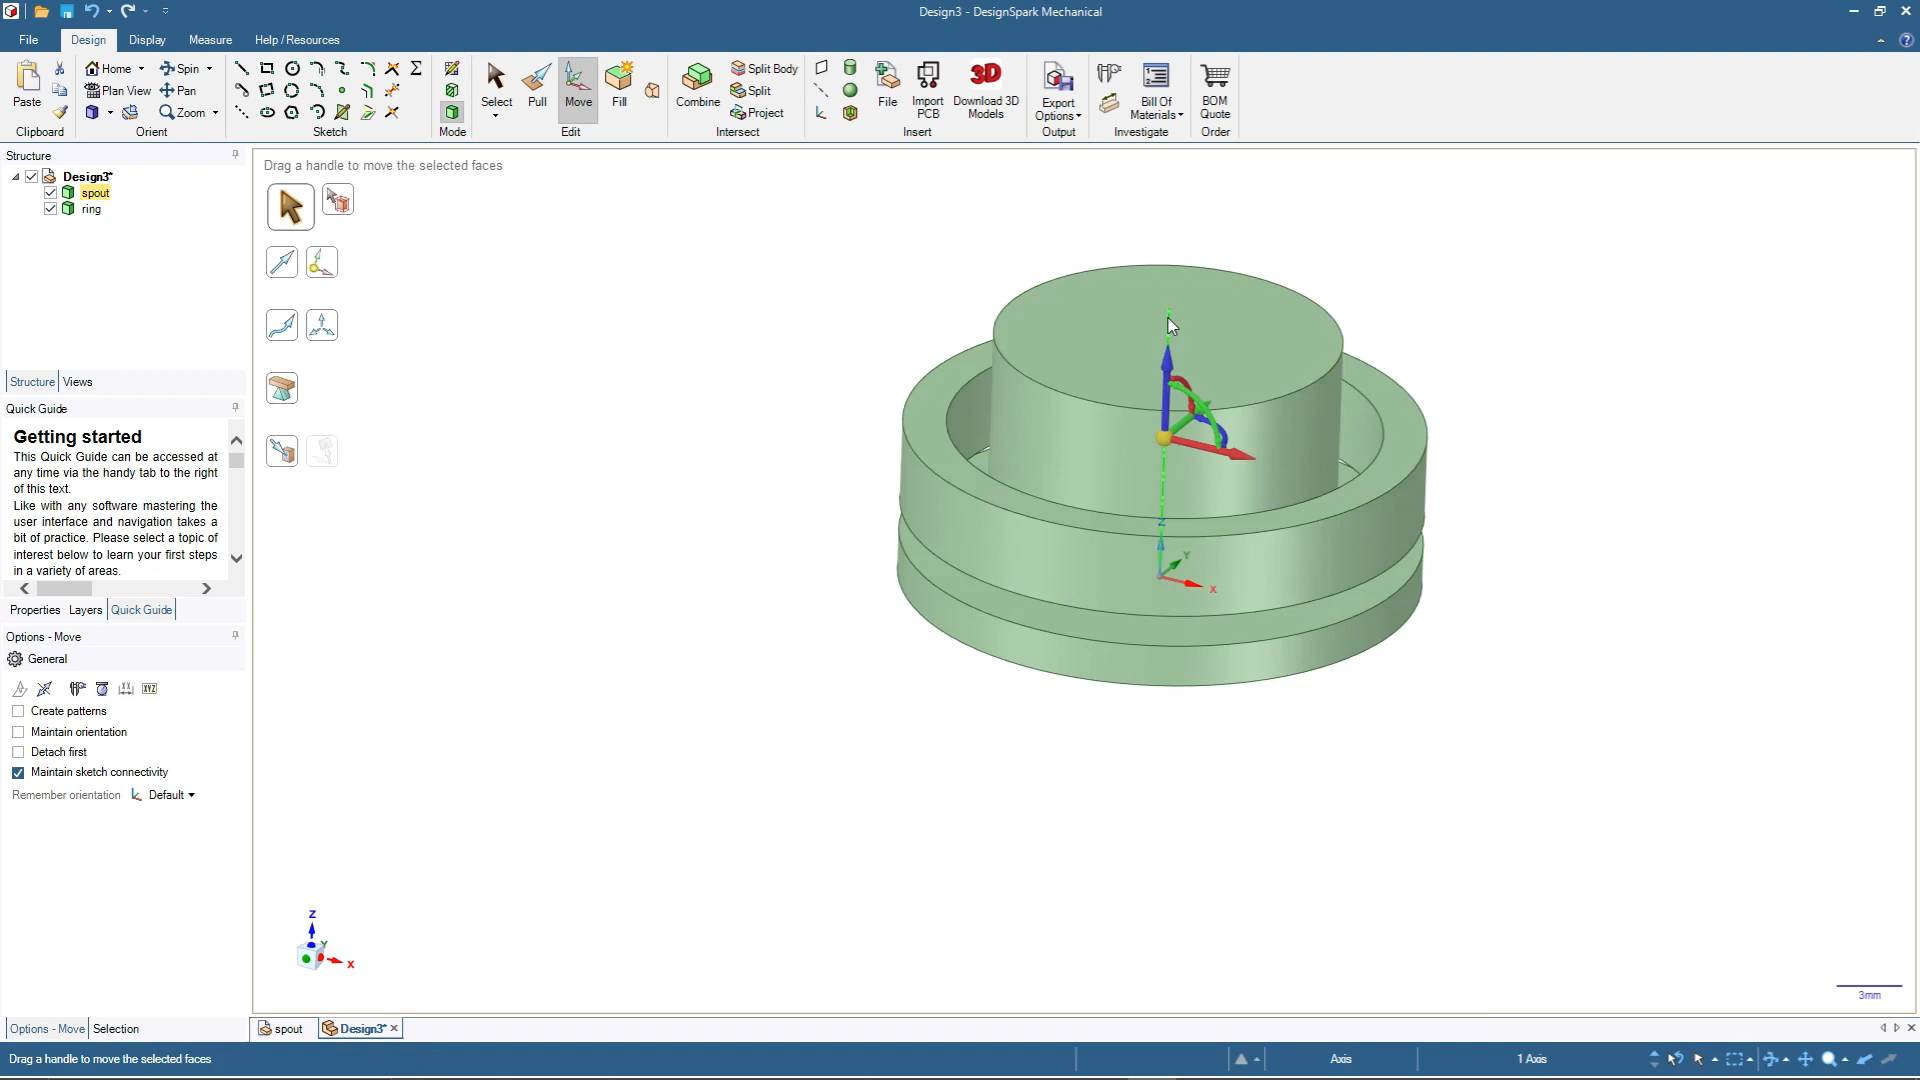 Design3 - DesignSpark Mechanical
File Design Display Measure Help / Resources
Paste
Clipboard
Home Spin
Plan View Pan
Zoom
Orient
Sketch
Mode
Select Pull Move Fill
Edit
Combine
Split Body
Split
Project
Intersect
File
Import PCB
Download 3D Models
3D
Insert
Export Options
Output
Bill Of Materials
Investigate
BOM Quote
Order
Structure
Design3*
spout
ring
Structure Views
Quick Guide
Getting started
This Quick Guide can be accessed at
any time via the handy tab to the right
of this text.
Like with any software mastering the
user interface and navigation takes a
bit of practice. Please select a topic of
interest below to learn your first steps
in a variety of areas.
Properties Layers Quick Guide
Options - Move
General
XYZ
Create patterns
Maintain orientation
Detach first
Maintain sketch connectivity
Remember orientation Default
Options - Move Selection
Drag a handle to move the selected faces
Z
Y
X
Z
Y
X
3mm
spout Design3*
Drag a handle to move the selected faces
Axis
1 Axis